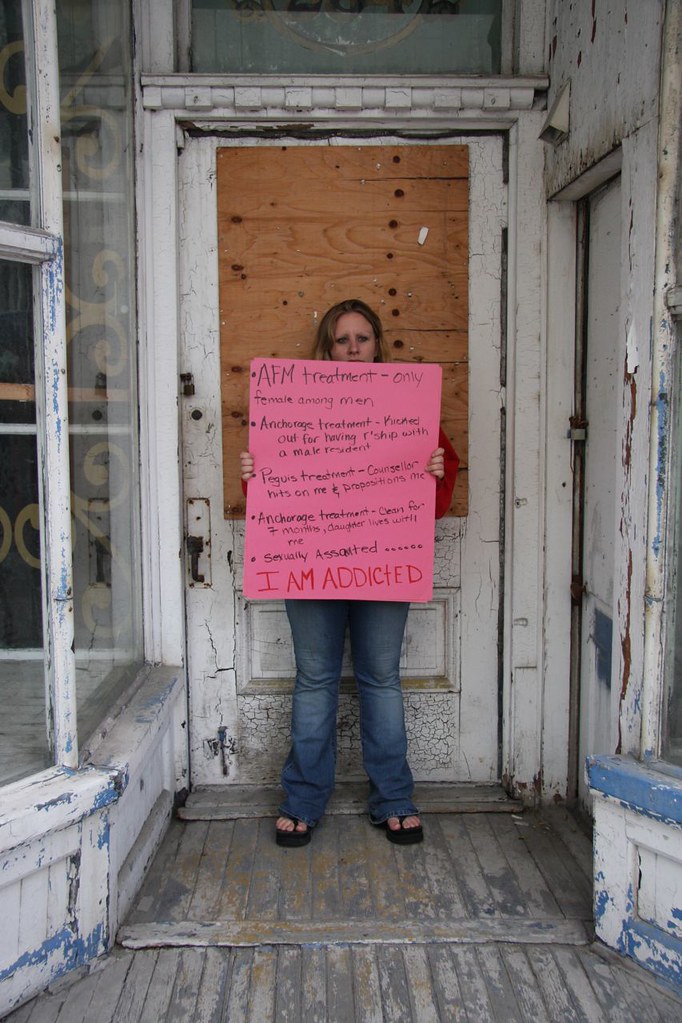 •AFM treatment - only
female among men
• Anchorage treatment - Kicked
out for having r'ship with
a male resident
• Peguis treatment - Counsellor
hits on me & propositions me
• Anchorage treatment - Clean for
7 months, daughter lives with
me
• Sexually Assaulted ......
I AM ADDICTED